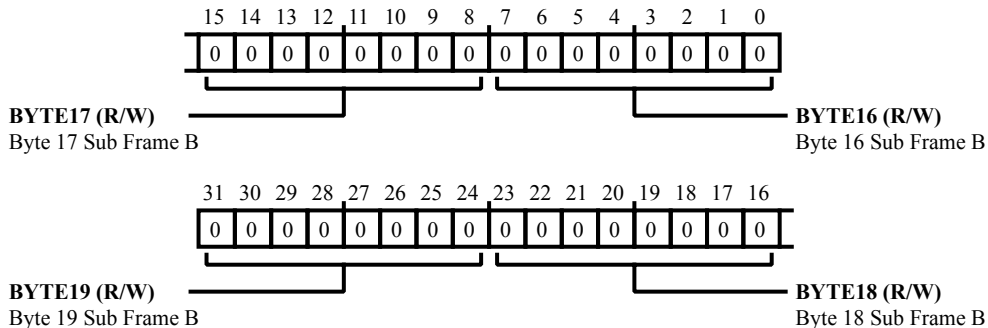 15 14 13 12 11 10 9 8 7 6 5 4 3 2 1 0
0 0 0 0 0 0 0 0 0 0 0 0 0 0 0 0
BYTE17 (R/W) BYTE16 (R/W)
Byte 17 Sub Frame B Byte 16 Sub Frame B
31 30 29 28 27 26 25 24 23 22 21 20 19 18 17 16
0 0 0 0 0 0 0 0 0 0 0 0 0 0 0 0
BYTE19 (R/W) BYTE18 (R/W)
Byte 19 Sub Frame B Byte 18 Sub Frame B